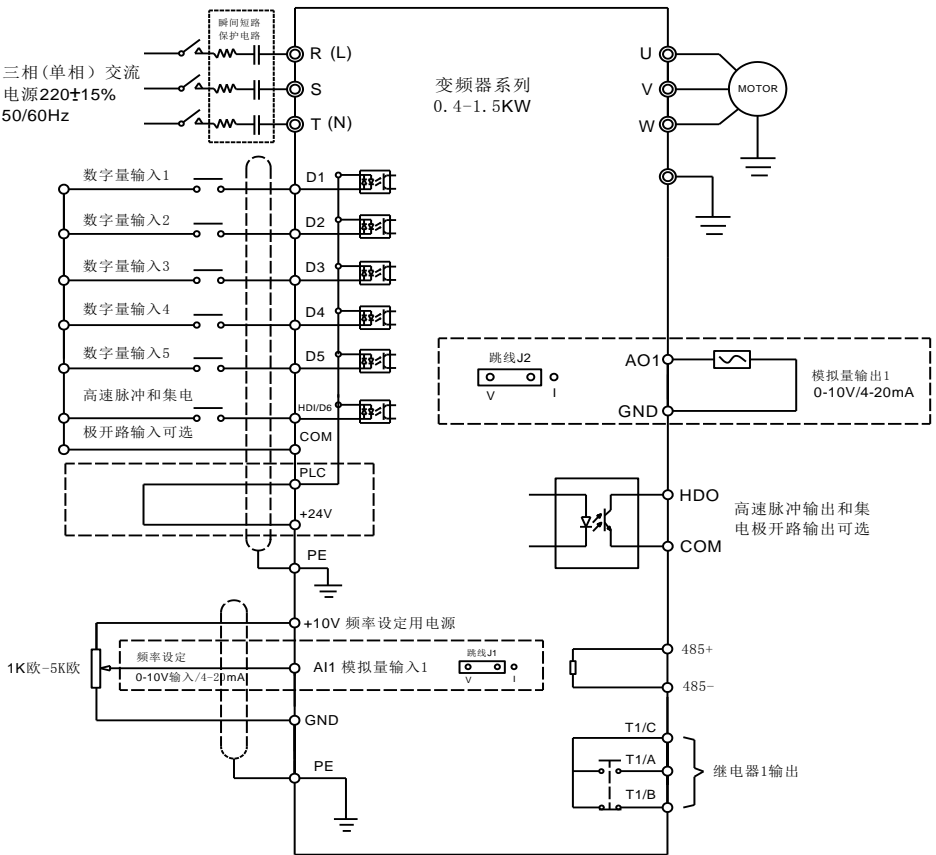 瞬间短路
保护电路
三相(单相）交流
电源220±15%
50/60Hz
R (L)
S
T (N)
变频器系列
0.4-1.5KW
U
V
W
MOTOR
数字量输入1
D1
数字量输入2
D2
数字量输入3
D3
数字量输入4
D4
数字量输入5
D5
高速脉冲和集电
HDI/D6
极开路输入可选
COM
PLC
+24V
PE
跳线J2
V
I
AO1
GND
模拟量输出1
0-10V/4-20mA
HDO
COM
高速脉冲输出和集
电极开路输出可选
+10V 频率设定用电源
1K欧-5K欧
频率设定
0-10V输入/4-20mA
AI1 模拟量输入1
跳线J1
V
I
GND
PE
485+
485-
T1/C
T1/A
T1/B
继电器1输出